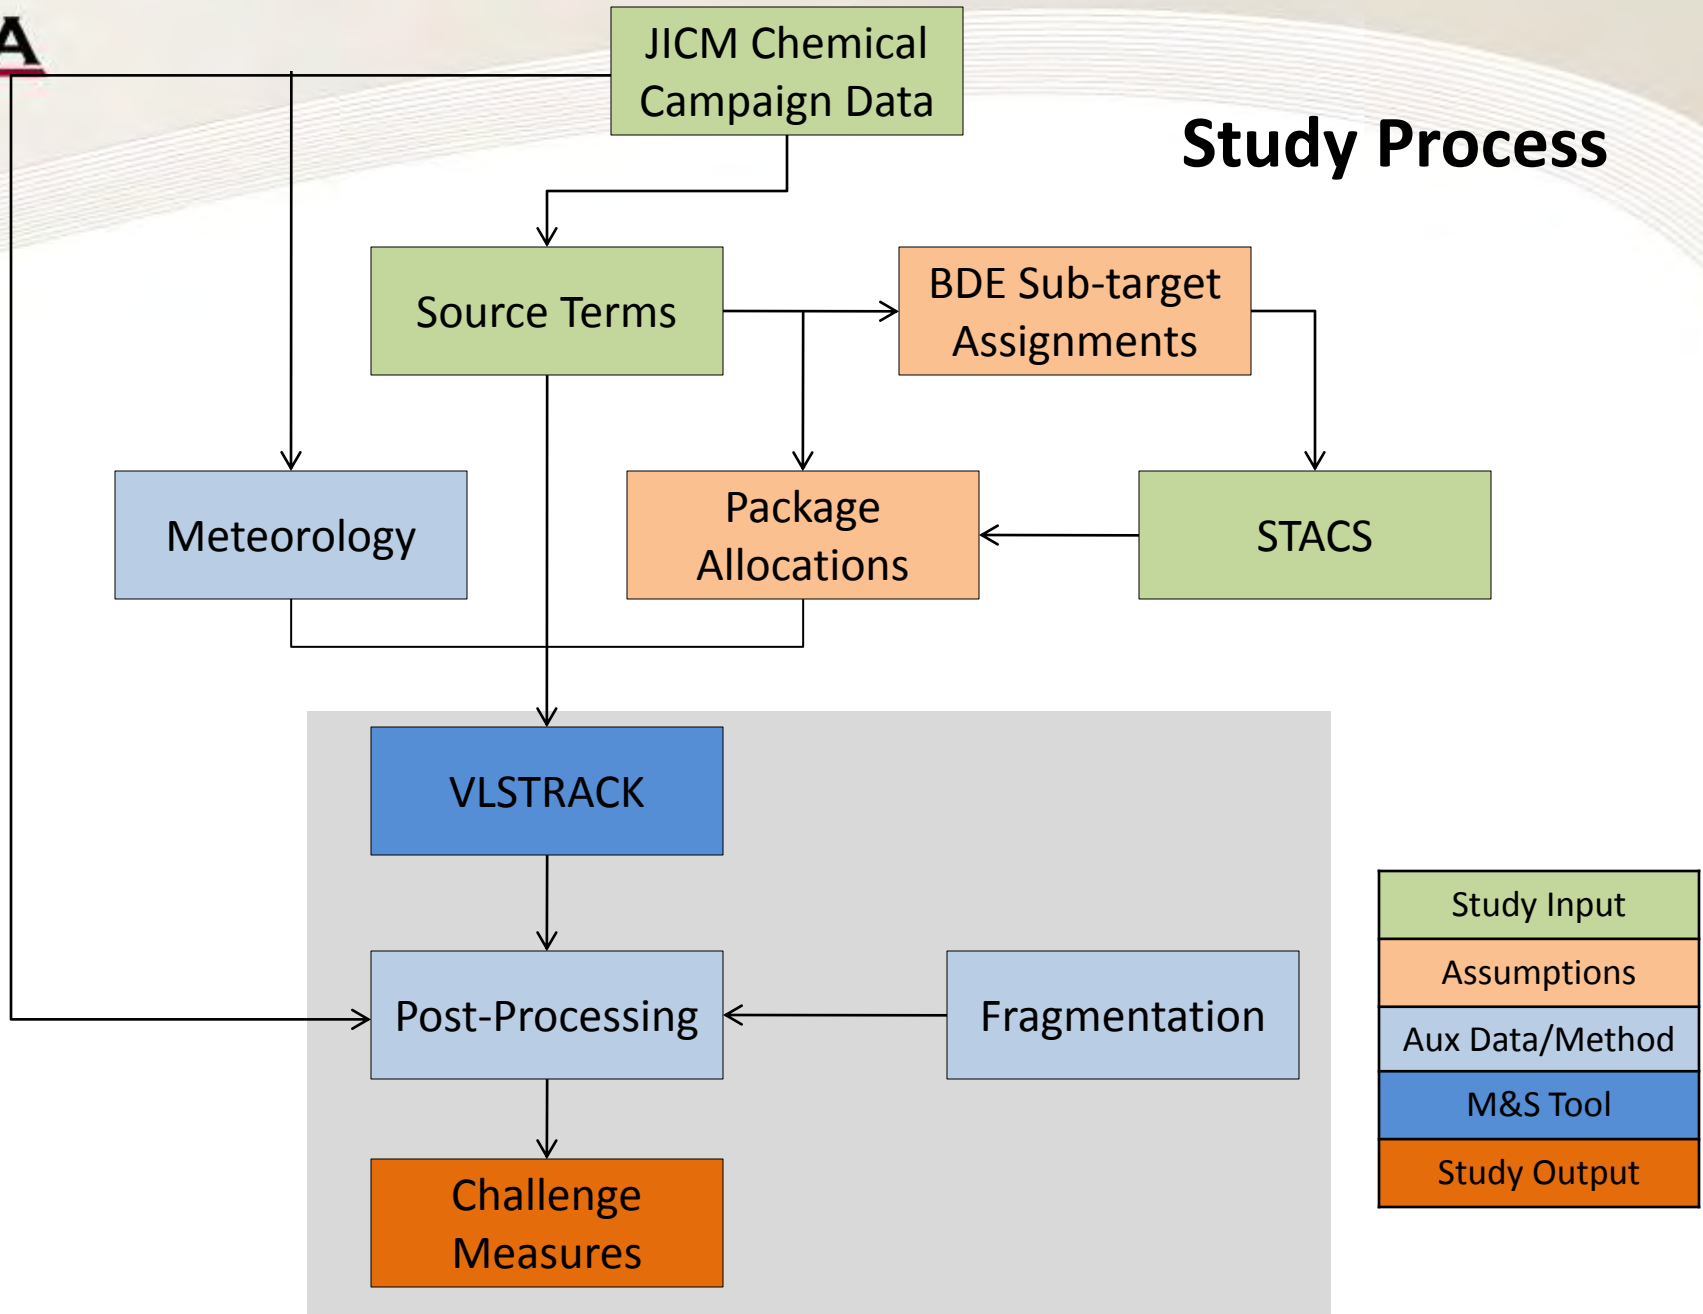 A
JICM Chemical
Campaign Data
Study Process
Source Terms
BDE Sub-target
Assignments
Meteorology
Package
Allocations
STACS
VLSTRACK
Post-Processing
Fragmentation
Challenge
Measures
Study Input
Assumptions
Aux Data/Method
M&S Tool
Study Output